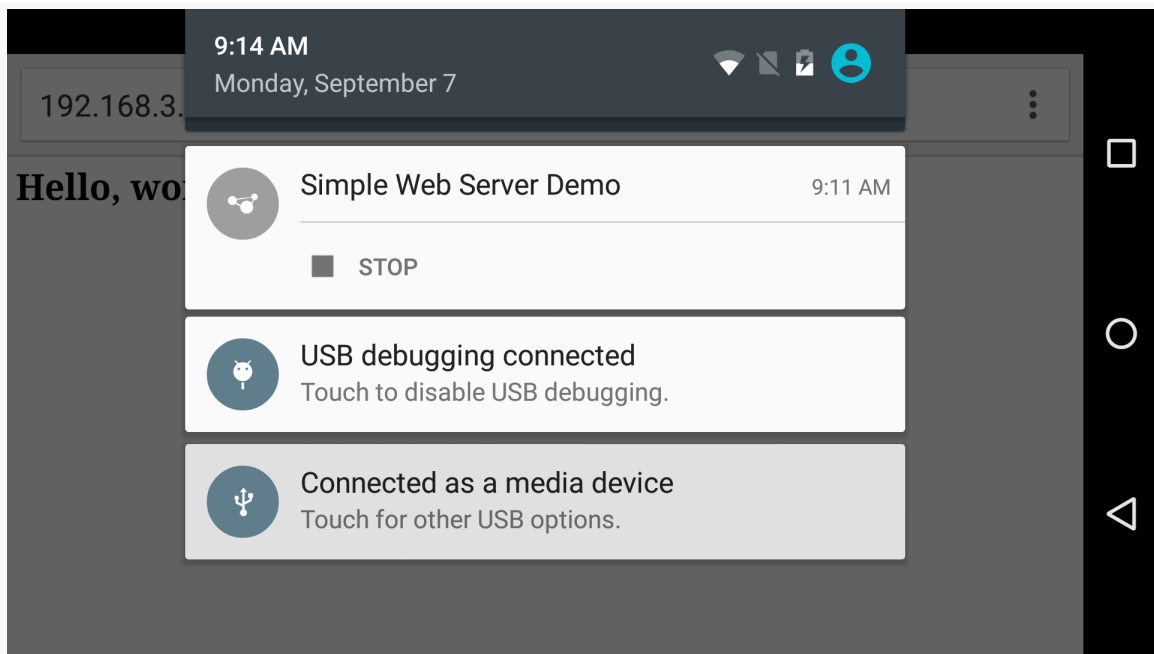 9:14 AM
Monday, September 7
192.168.3.
Hello,
Simple Web Server Demo 9:11 AM
STOP
USB debugging connected
Touch to disable USB debugging.
Connected as a media device
Touch for other USB options.